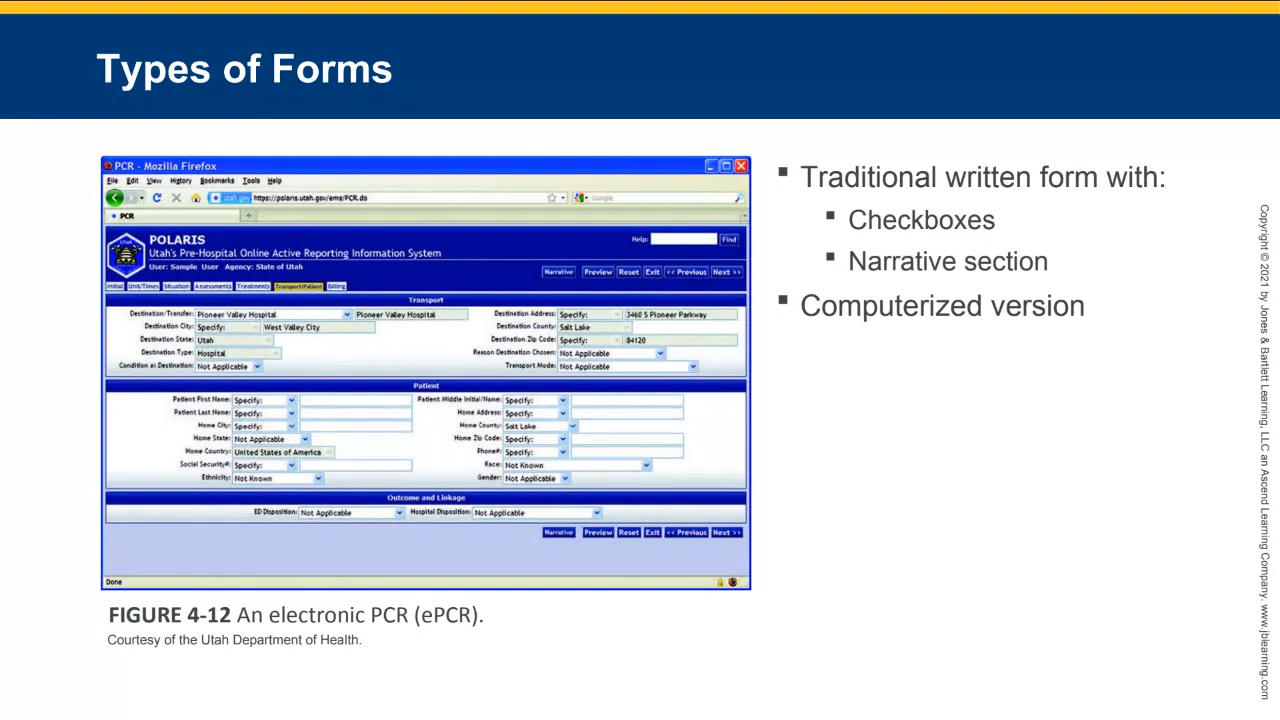 Types of Forms
PCR - Mozilla Firefox
File Edit View History Bookmarks Tools Help
utah.gov https://polaris.utah.gov/ems/PCR.do
Google
PCR
POLARIS
Utah's Pre-Hospital Online Active Reporting Information System
User: Sample User Agency: State of Utah
Help: Find
Narrative Preview Reset Exit << Previous Next >>
Initial Unit/Times Situation Assessments Treatments Transport/Patient Billing
Transport
Destination/Transfer: Pioneer Valley Hospital Pioneer Valley Hospital Destination Address: Specify: 3460 S Pioneer Parkway
Destination City: Specify: West Valley City Destination County: Salt Lake
Destination State: Utah Destination Zip Code: Specify: 84120
Destination Type: Hospital Reason Destination Chosen: Not Applicable
Condition at Destination: Not Applicable Transport Mode: Not Applicable
Patient
Patient First Name: Specify: Patient Middle Initial/Name: Specify:
Patient Last Name: Specify: Home Address: Specify:
Home City: Specify: Home County: Salt Lake
Home State: Not Applicable Home Zip Code: Specify:
Home Country: United States of America Phone#: Specify:
Social Security#: Specify: Race: Not Known
Ethnicity: Not Known Gender: Not Applicable
Outcome and Linkage
ED Disposition: Not Applicable Hospital Disposition: Not Applicable
Narrative Preview Reset Exit << Previous Next >>
Done
FIGURE 4-12 An electronic PCR (ePCR).
Courtesy of the Utah Department of Health.
▪ Traditional written form with:
▪ Checkboxes
▪ Narrative section
▪ Computerized version
Copyright © 2021 by Jones & Bartlett Learning, LLC an Ascend Learning Company. www.jblearning.com